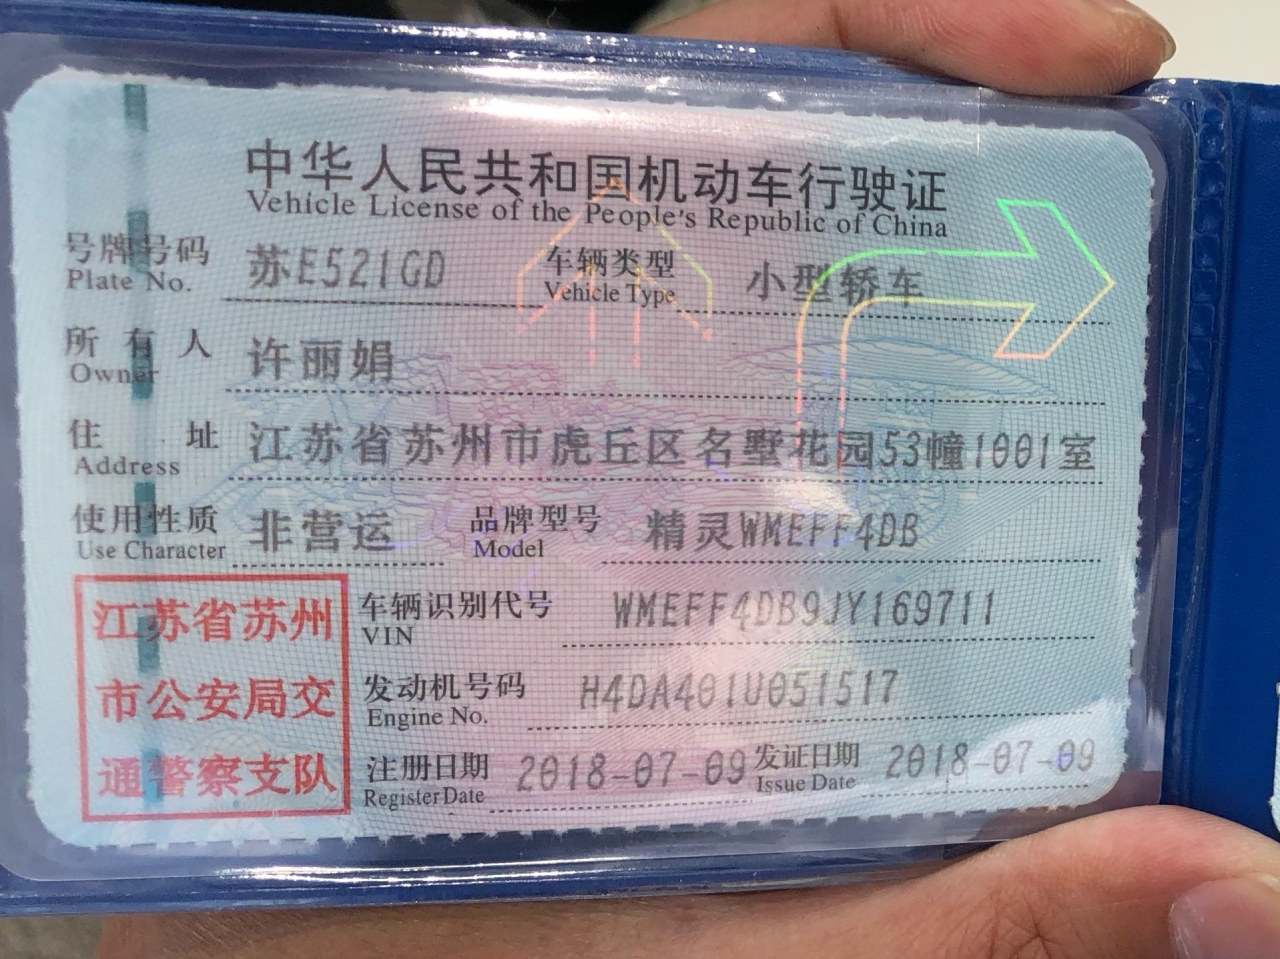 中华人民共和国机动车行驶证
Vehicle License of the People's Republic of China
号牌号码 苏E521GD 车辆类型 小型轿车
Plate No. Vehicle Type
所有人 许丽娟
Owner
住址 江苏省苏州市虎丘区名墅花园53幢1001室
Address
使用性质 非营运 品牌型号 精灵WMEFF4DB
Use Character Model
江苏省苏州 车辆识别代号 WMEFF4DB9JY169711
VIN
市公安局交 发动机号码 H4DA401U051517
Engine No.
通警察支队 注册日期 2018-07-09 发证日期 2018-07-09
Register Date Issue Date